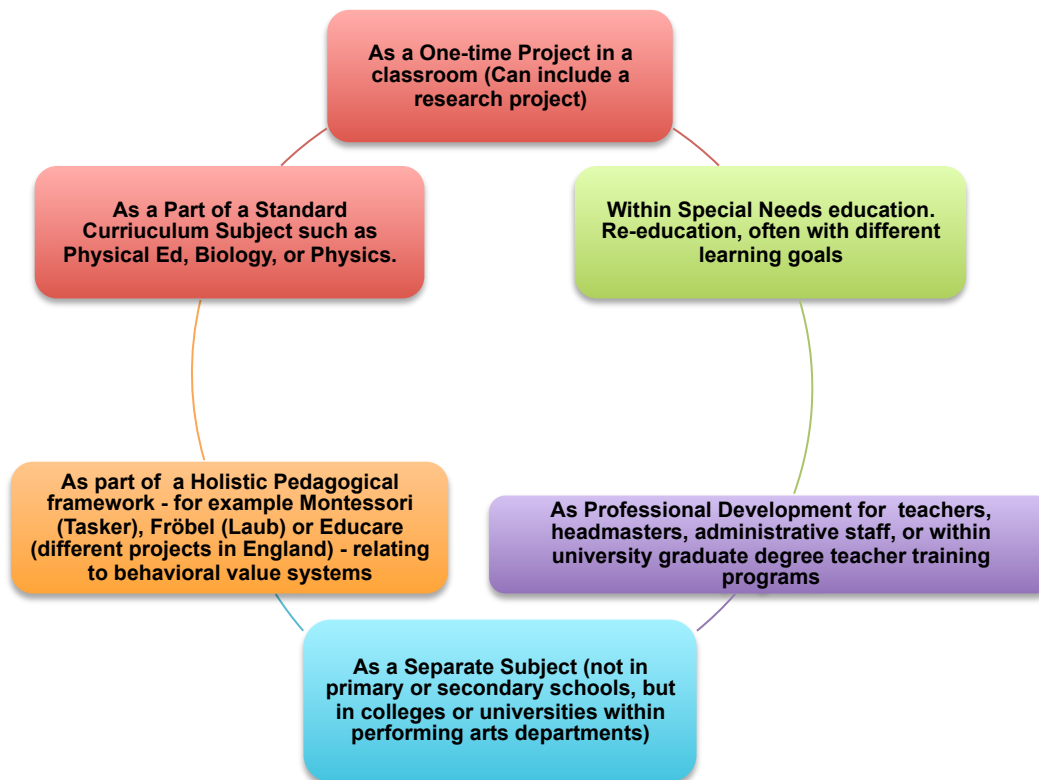 As a One-time Project in a
classroom (Can include a
research project)
As a Part of a Standard
Curriuculum Subject such as
Physical Ed, Biology, or Physics.
Within Special Needs education.
Re-education, often with different
learning goals
As part of  a Holistic Pedagogical
framework - for example Montessori
(Tasker), Fröbel (Laub) or Educare
(different projects in England) - relating
to behavioral value systems
As Professional Development for  teachers,
headmasters, administrative staff, or within
university graduate degree teacher training
programs
As a Separate Subject (not in
primary or secondary schools, but
in colleges or universities within
performing arts departments)